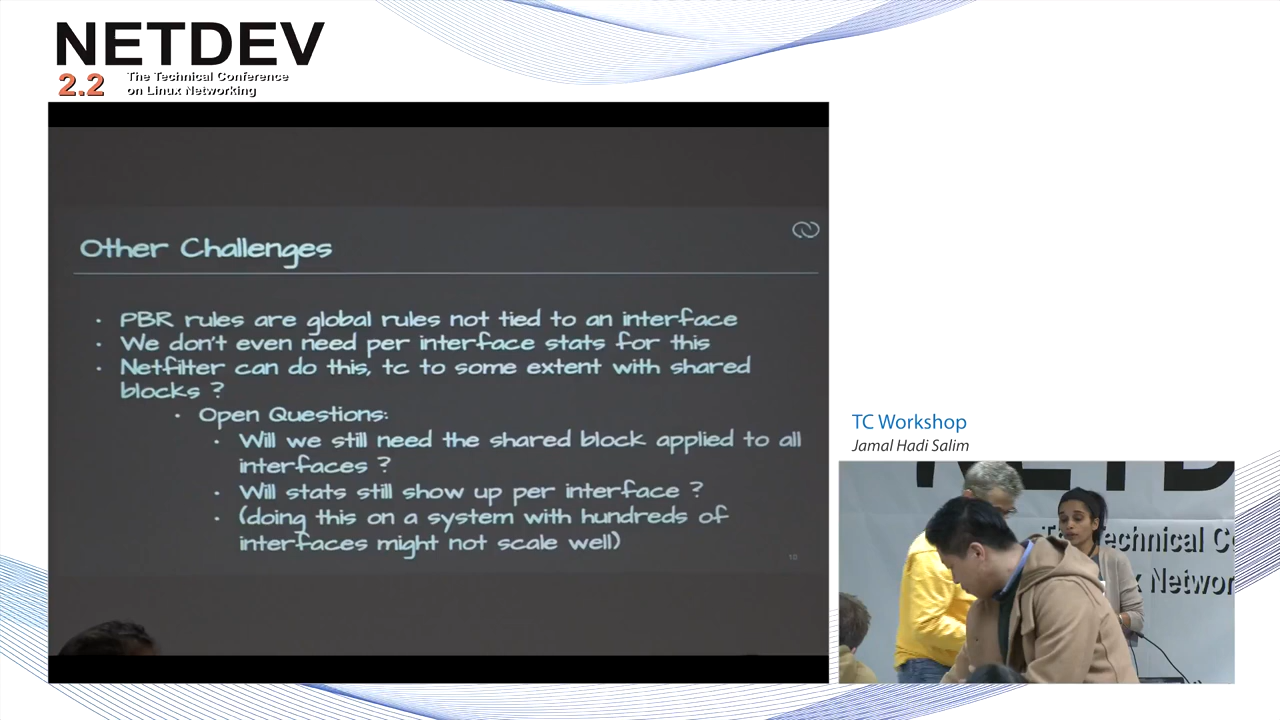 NETDEV
2.2
The Technical Conference
on Linux Networking
Other Challenges
• PBR rules are global rules not tied to an interface
• We don't even need per interface stats for this
• Netfilter can do this, tc to some extent with shared
blocks ?
• Open Questions:
• Will we still need the shared block applied to all
interfaces ?
• Will stats still show up per interface ?
• (doing this on a system with hundreds of
interfaces might not scale well)
10
TC Workshop
Jamal Hadi Salim